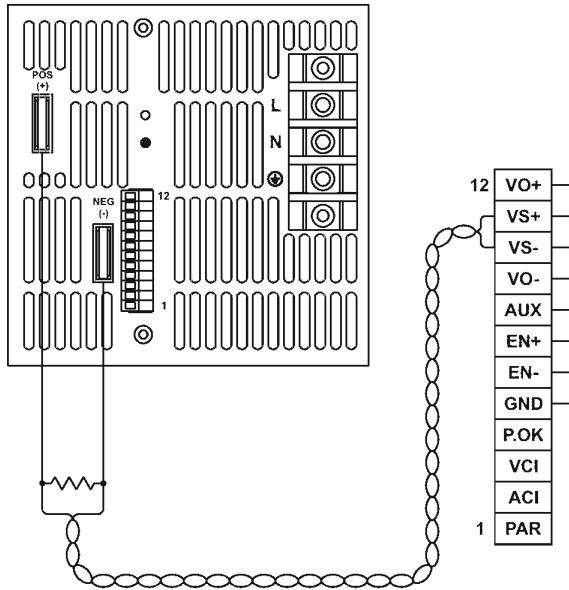 POS
(+)
L
N
NEG
(-)
12
1
12 VO+
VS+
VS-
VO-
AUX
EN+
EN-
GND
P.OK
VCI
ACI
1 PAR